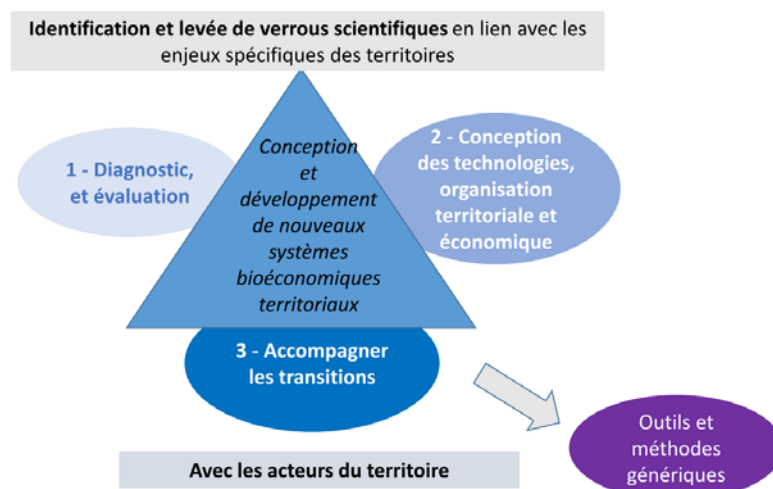 Identification et levée de verrous scientifiques en lien avec les
enjeux spécifiques des territoires
1 - Diagnostic,
et évaluation
Conception
et
développement
de nouveaux
systèmes
bioéconomiques
territoriaux
2 - Conception
des technologies,
organisation
territoriale et
économique
3 - Accompagner
les transitions
Avec les acteurs du territoire
Outils et
méthodes
génériques